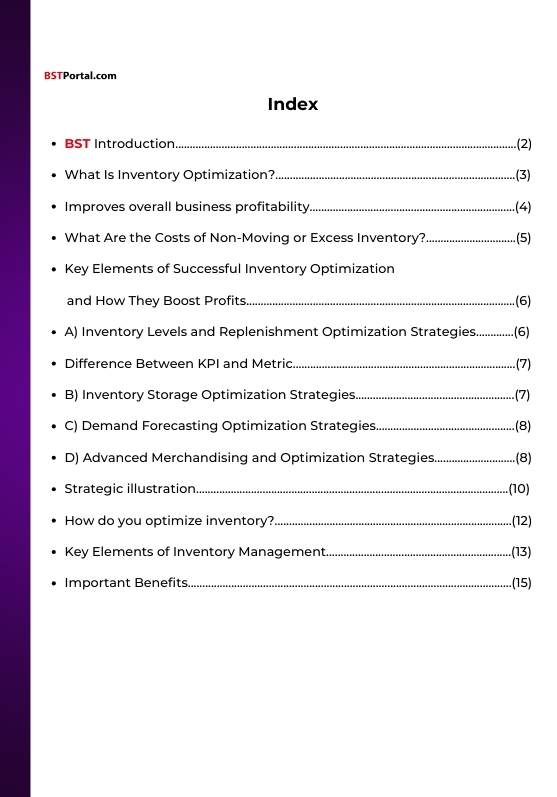 BSTPortal.com
Index
• BST Introduction....................................................................................................(2)
• What Is Inventory Optimization?......................................................................(3)
• Improves overall business profitability............................................................(4)
• What Are the Costs of Non-Moving or Excess Inventory?..........................(5)
• Key Elements of Successful Inventory Optimization
and How They Boost Profits...............................................................................(6)
• A) Inventory Levels and Replenishment Optimization Strategies............(6)
• Difference Between KPI and Metric.................................................................(7)
• B) Inventory Storage Optimization Strategies...............................................(7)
• C) Demand Forecasting Optimization Strategies.........................................(8)
• D) Advanced Merchandising and Optimization Strategies........................(8)
• Strategic illustration............................................................................................(10)
• How do you optimize inventory?......................................................................(12)
• Key Elements of Inventory Management.......................................................(13)
• Important Benefits...............................................................................................(15)